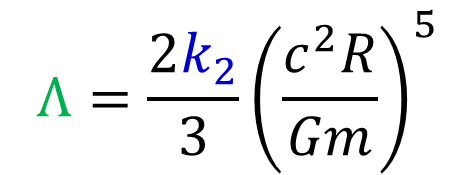 Λ = 2k₂/3 (c²R/Gm)⁵